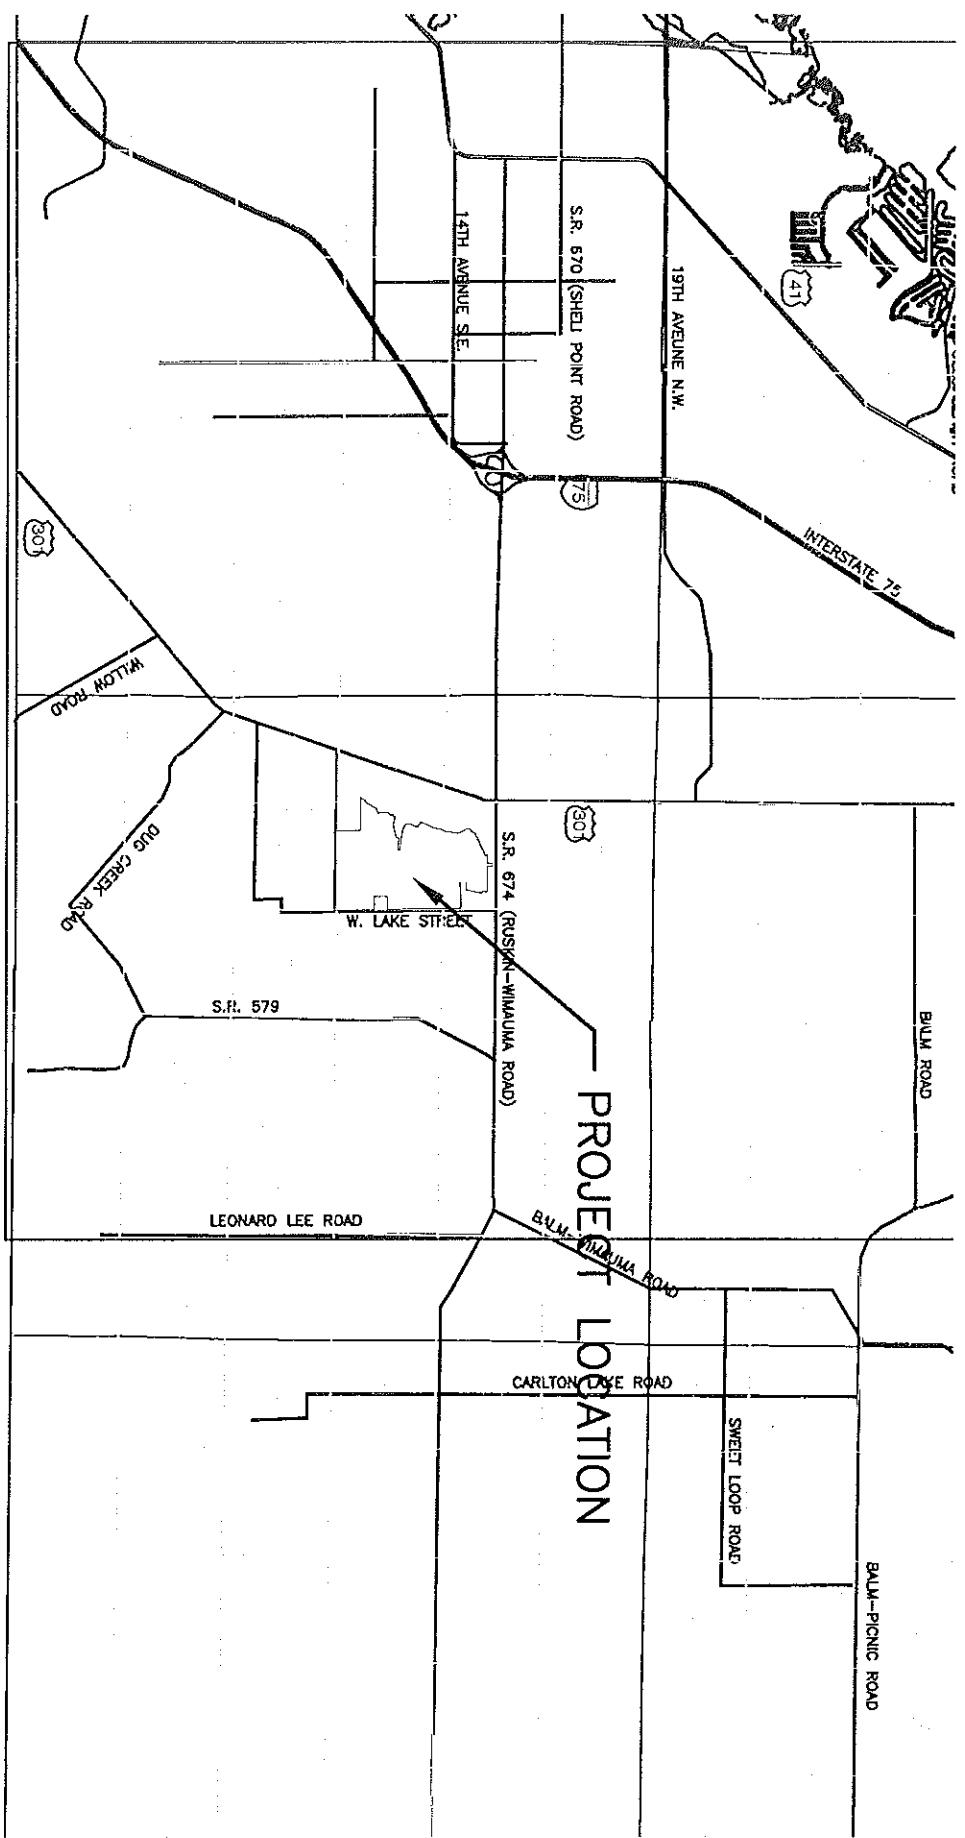 41
19TH AVEUNE N.W.
S.R. 670 (SHELL POINT ROAD)
14TH AVENUE S.E.
75
INTERSTATE 75
301
WILLOW ROAD
DUG CREEK ROAD
301
S.R. 674 (RUSKIN-WIMAUMA ROAD)
W. LAKE STREET
S.R. 579
BALM ROAD
PROJECT LOCATION
LEONARD LEE ROAD
BALM-WIMAUMA ROAD
CARLTON LAKE ROAD
SWEET LOOP ROAD
BALM-PICNIC ROAD